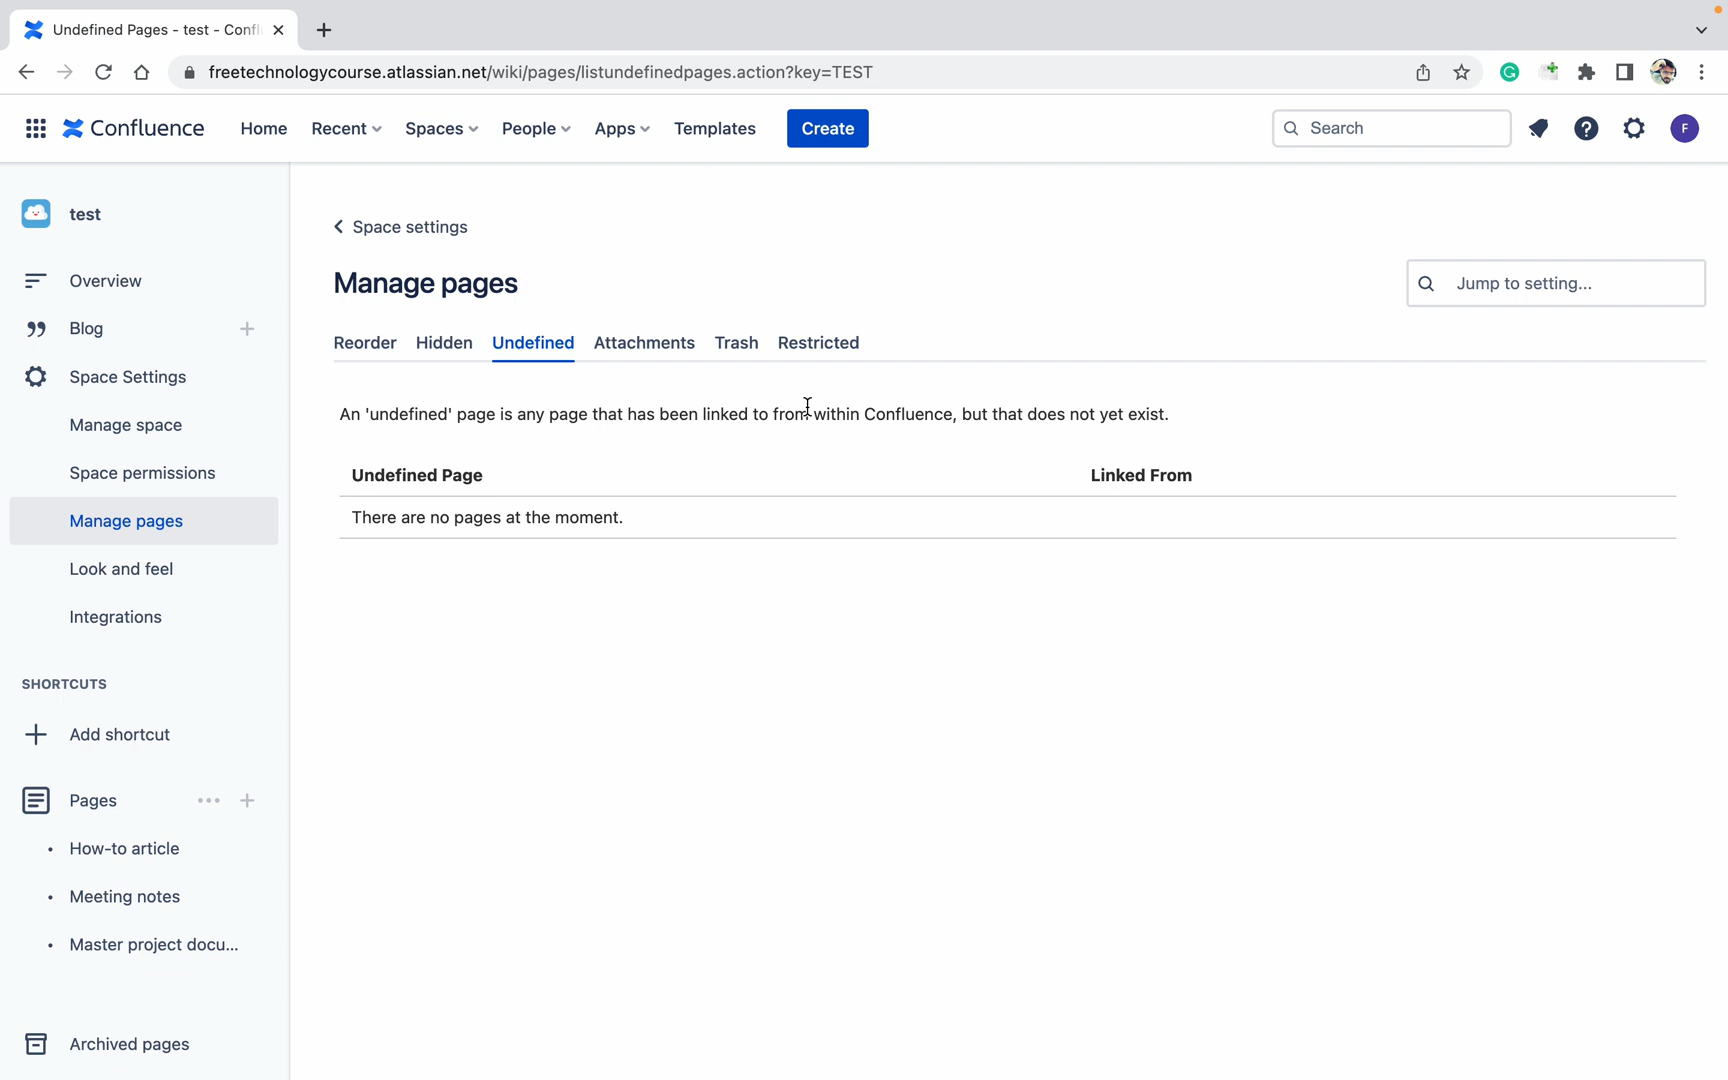 Undefined Pages - test - Confl
freetechnologycourse.atlassian.net/wiki/pages/listundefinedpages.action?key=TEST
Confluence Home Recent Spaces People Apps Templates Create Search F
test
Overview
Blog
Space Settings
Manage space
Space permissions
Manage pages
Look and feel
Integrations
SHORTCUTS
Add shortcut
Pages
How-to article
Meeting notes
Master project docu...
Archived pages
Space settings
Manage pages
Jump to setting...
Reorder Hidden Undefined Attachments Trash Restricted
An 'undefined' page is any page that has been linked to from within Confluence, but that does not yet exist.
Undefined Page Linked From
There are no pages at the moment.